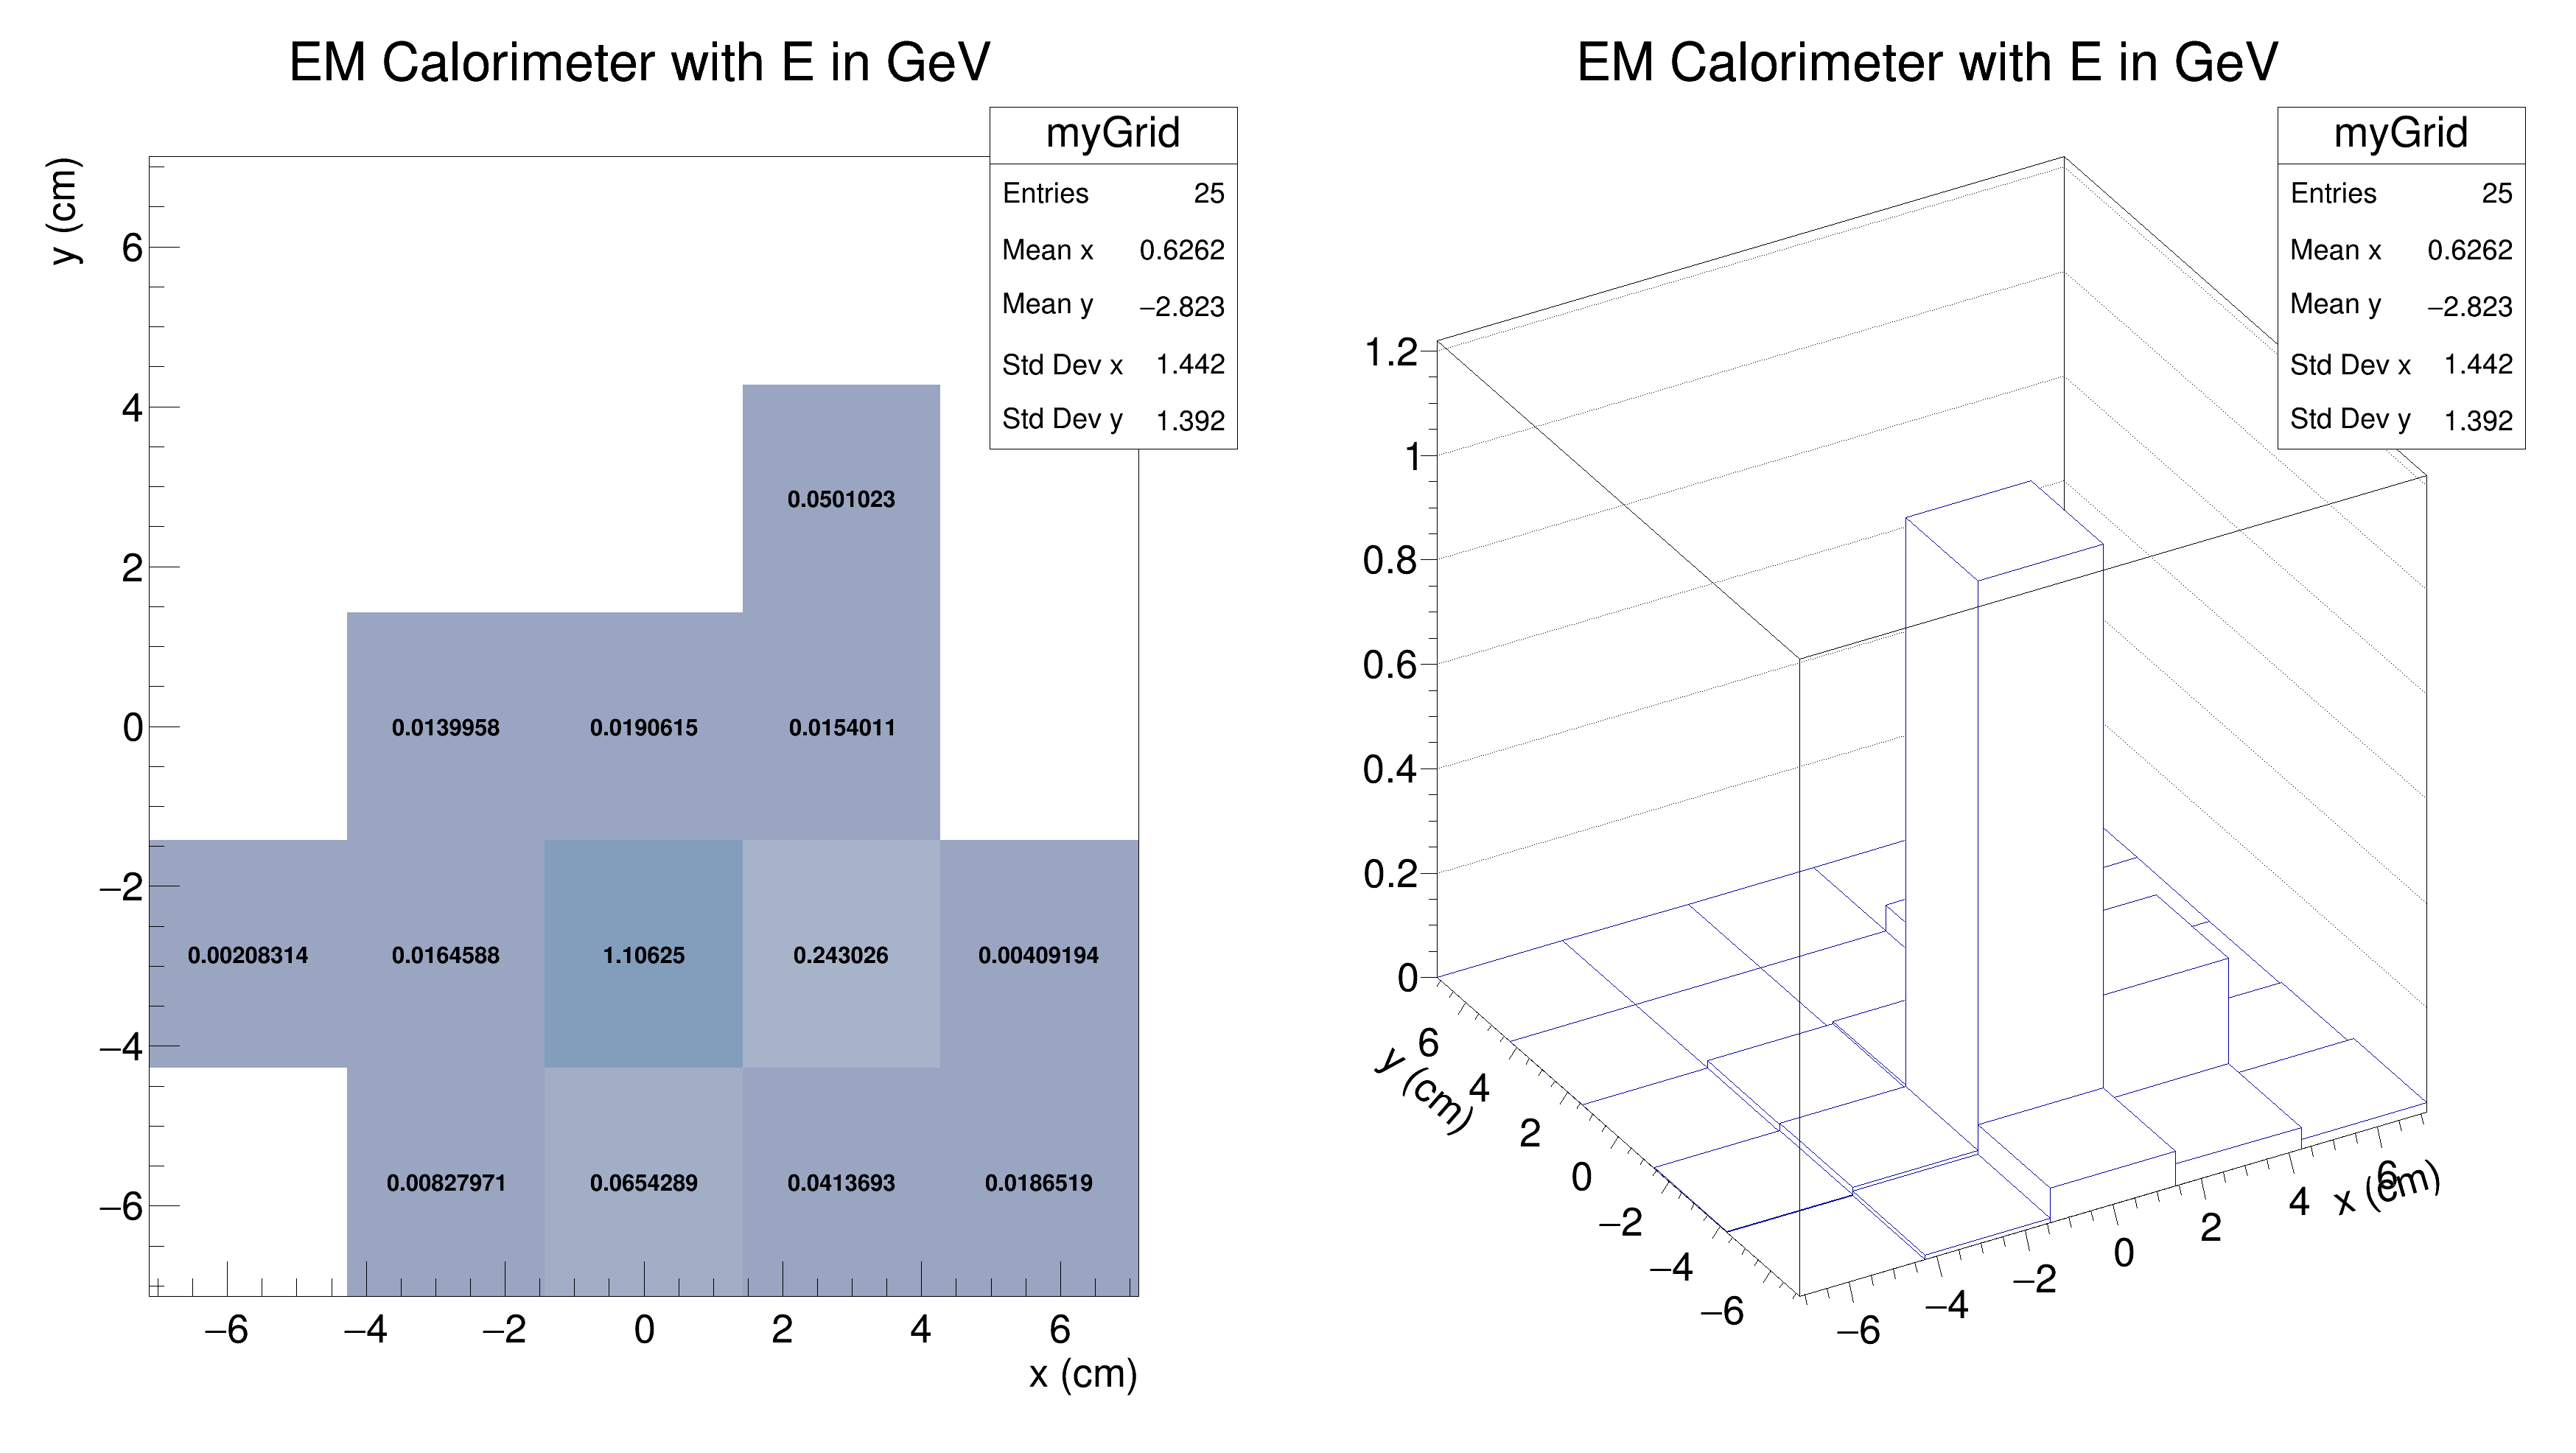 EM Calorimeter with E in GeV
myGrid
Entries 25
Mean x 0.6262
Mean y −2.823
Std Dev x 1.442
Std Dev y 1.392
y (cm)
6
4
2
0
−2
−4
−6
0.0501023
0.0139958 0.0190615 0.0154011
0.00208314 0.0164588 1.10625 0.243026 0.00409194
0.00827971 0.0654289 0.0413693 0.0186519
−6 −4 −2 0 2 4 6
x (cm)
EM Calorimeter with E in GeV
myGrid
Entries 25
Mean x 0.6262
Mean y −2.823
Std Dev x 1.442
Std Dev y 1.392
1.2
1
0.8
0.6
0.4
0.2
0
y (cm)
6
4
2
0
−2
−4
−6
−6
−4
−2
0
2
4
6
x (cm)